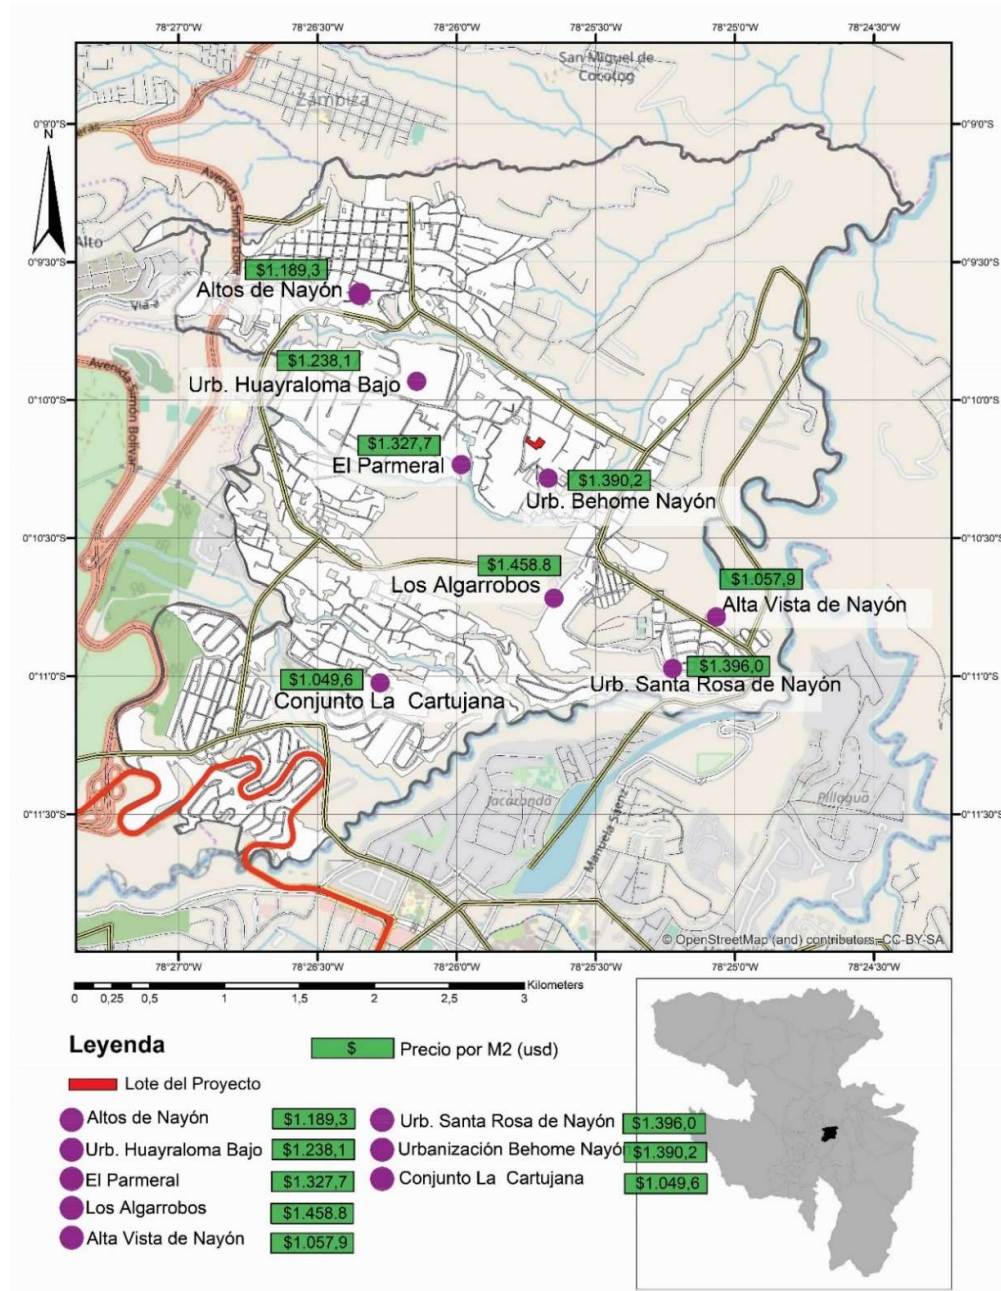 78°27'0"O 78°26'30"O 78°26'0"O 78°25'30"O 78°25'0"O 78°24'30"O
San Miguel de
Cocotog
Zámbiza
0°9'0"S 0°9'0"S
N
Avenida Simón Bolívar
Alto
0°9'30"S 0°9'30"S
$1.189,3
Altos de Nayón
Vía a Nayón
$1.238,1
Urb. Huayraloma Bajo
Avenida Simón Bolívar
0°10'0"S 0°10'0"S
$1.327,7
El Parmeral
$1.390,2
Urb. Behome Nayón
0°10'30"S 0°10'30"S
$1.458.8
Los Algarrobos
$1.057,9
Alta Vista de Nayón
0°11'0"S 0°11'0"S
$1.396,0
Urb. Santa Rosa de Nayón
$1.049,6
Conjunto La Cartujana
Jacarandá
Pillagua
Manuela Sáenz
0°11'30"S 0°11'30"S
© OpenStreetMap (and) contributors, CC-BY-SA
78°27'0"O 78°26'30"O 78°26'0"O 78°25'30"O 78°25'0"O 78°24'30"O
Kilometers
0 0,25 0,5 1 1,5 2 2,5 3
Leyenda
$ Precio por M2 (usd)
Lote del Proyecto
Altos de Nayón $1.189,3
Urb. Huayraloma Bajo $1.238,1
El Parmeral $1.327,7
Los Algarrobos $1.458.8
Alta Vista de Nayón $1.057,9
Urb. Santa Rosa de Nayón $1.396,0
Urbanización Behome Nayón $1.390,2
Conjunto La Cartujana $1.049,6